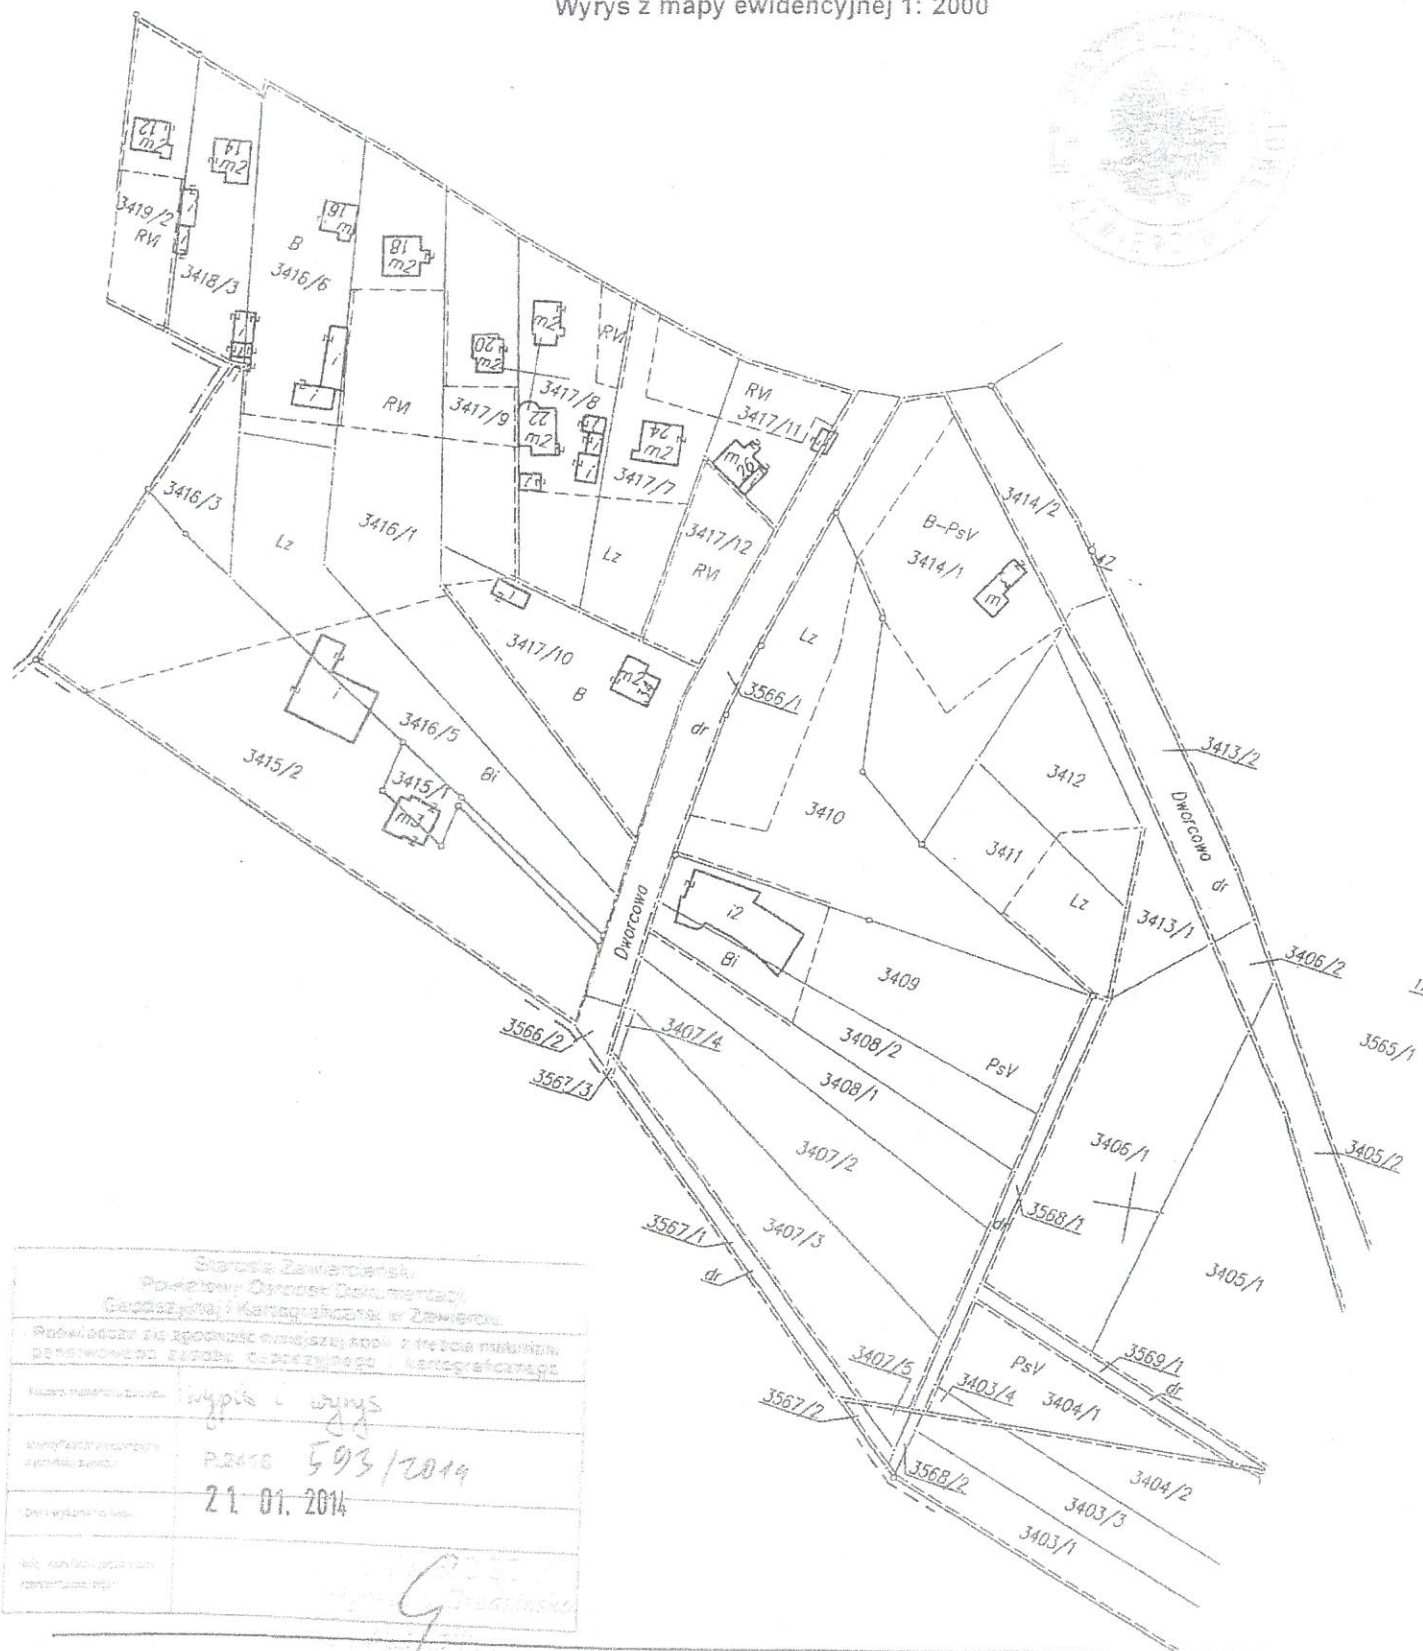 Wyrys z mapy ewidencyjnej 1: 2000
12
m2
14
m2
3419/2
RVI
i
i
3418/3
B
16
m
3416/6
18
m2
i
i
i
i
RVI
20
m2
m2
RVI
3417/9
3417/8
22
m2
i
i
i
i
24
m2
3417/7
RVI
3417/11
m
26
3416/3
Lz
3416/1
Lz
3417/12
RVI
B-PsV
3414/1
m
3414/2
i
3417/10
B
m2
Lz
3566/1
dr
i
3416/5
Bi
3415/2
3415/1
m3
3410
3412
3413/2
Dworcowa
dr
3411
Lz
3413/1
Dworcowa
i2
Bi
3409
3406/2
3565/1
3566/2
3407/4
3408/2
PsV
3567/3
3408/1
3407/2
3406/1
3405/2
3567/1
dr
3407/3
dr
3568/1
3405/1
3407/5
3403/4
PsV
3404/1
3569/1
dr
3567/2
3568/2
3404/2
3403/3
3403/1
Starosta Zawierciański
Powiatowy Ośrodek Dokumentacji
Geodezyjnej i Kartograficznej w Zawierciu
wypis i wyrys
P.2416 593/2014
21. 01. 2014